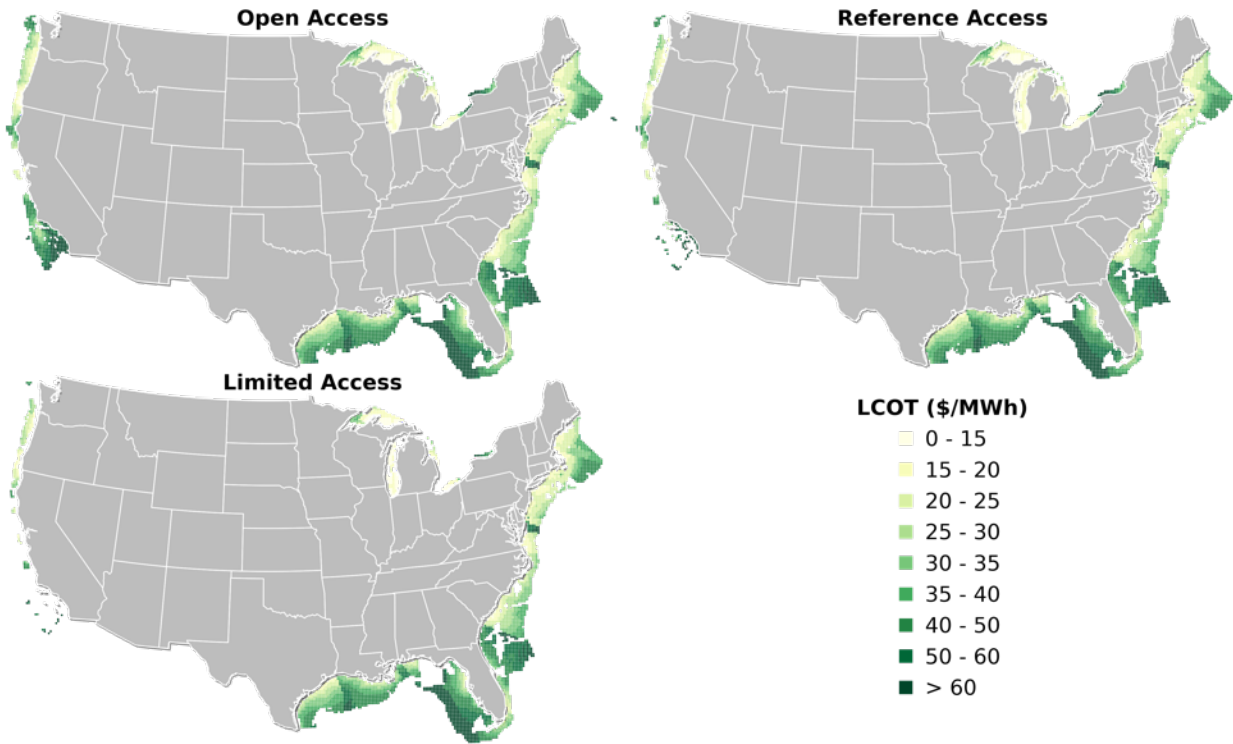 Open Access
Reference Access
Limited Access
LCOT ($/MWh)
0 - 15
15 - 20
20 - 25
25 - 30
30 - 35
35 - 40
40 - 50
50 - 60
> 60